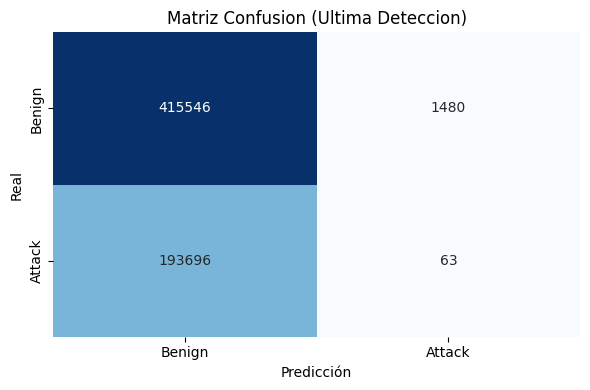 Matriz Confusion (Ultima Deteccion)
Real
Benign
415546
1480
Attack
193696
63
Benign
Attack
Predicción